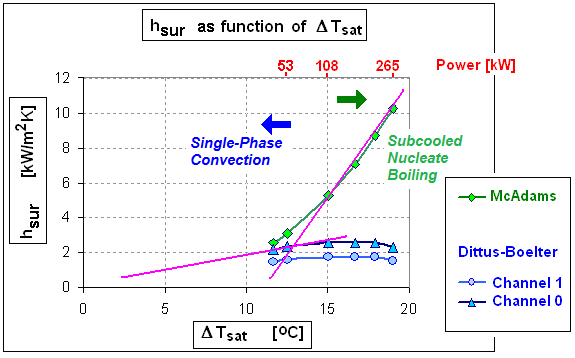 hsur as function of ΔTsat
53 108 265 Power [kW]
12
10
8
6
4
2
0
hsur [kW/m²K]
Single-Phase
Convection
Subcooled
Nucleate
Boiling
0 5 10 15 20
ΔTsat [ºC]
McAdams
Dittus-Boelter
Channel 1
Channel 0